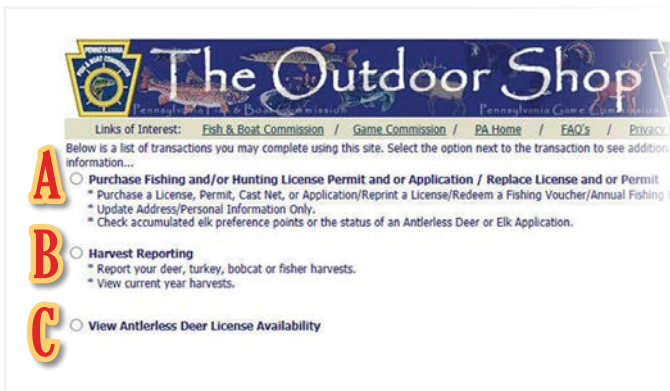 PENNSYLVANIA
FISH & BOAT COMMISSION
The Outdoor Shop
Pennsylvania Fish & Boat Commission
Pennsylvania Game Commission
Links of Interest: Fish & Boat Commission / Game Commission / PA Home / FAQ's / Privacy
Below is a list of transactions you may complete using this site. Select the option next to the transaction to see addition
information...
A
Purchase Fishing and/or Hunting License Permit and or Application / Replace License and or Permit
* Purchase a License, Permit, Cast Net, or Application/Reprint a License/Redeem a Fishing Voucher/Annual Fishing
* Update Address/Personal Information Only.
* Check accumulated elk preference points or the status of an Antlerless Deer or Elk Application.
B
Harvest Reporting
* Report your deer, turkey, bobcat or fisher harvests.
* View current year harvests.
C
View Antlerless Deer License Availability